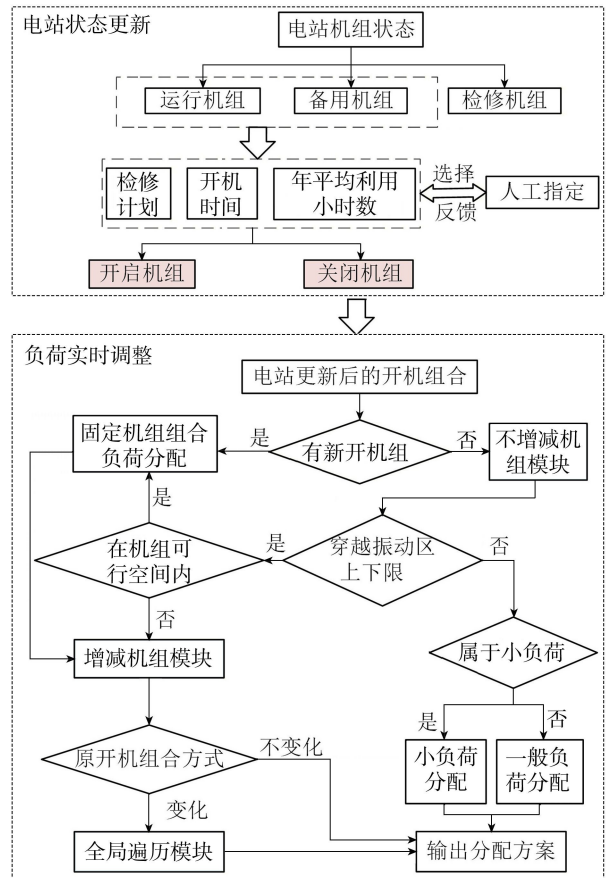 电站状态更新
电站机组状态
运行机组
备用机组
检修机组
检修
计划
开机
时间
年平均利用
小时数
选择
反馈
人工指定
开启机组
关闭机组
负荷实时调整
电站更新后的开机组合
固定机组组合
负荷分配
是
有新开机组
否
不增减机
组模块
是
在机组可
行空间内
是
穿越振动区
上下限
否
否
增减机组模块
属于小负荷
是
否
原开机组合方式
不变化
小负荷
分配
一般负
荷分配
变化
全局遍历模块
输出分配方案